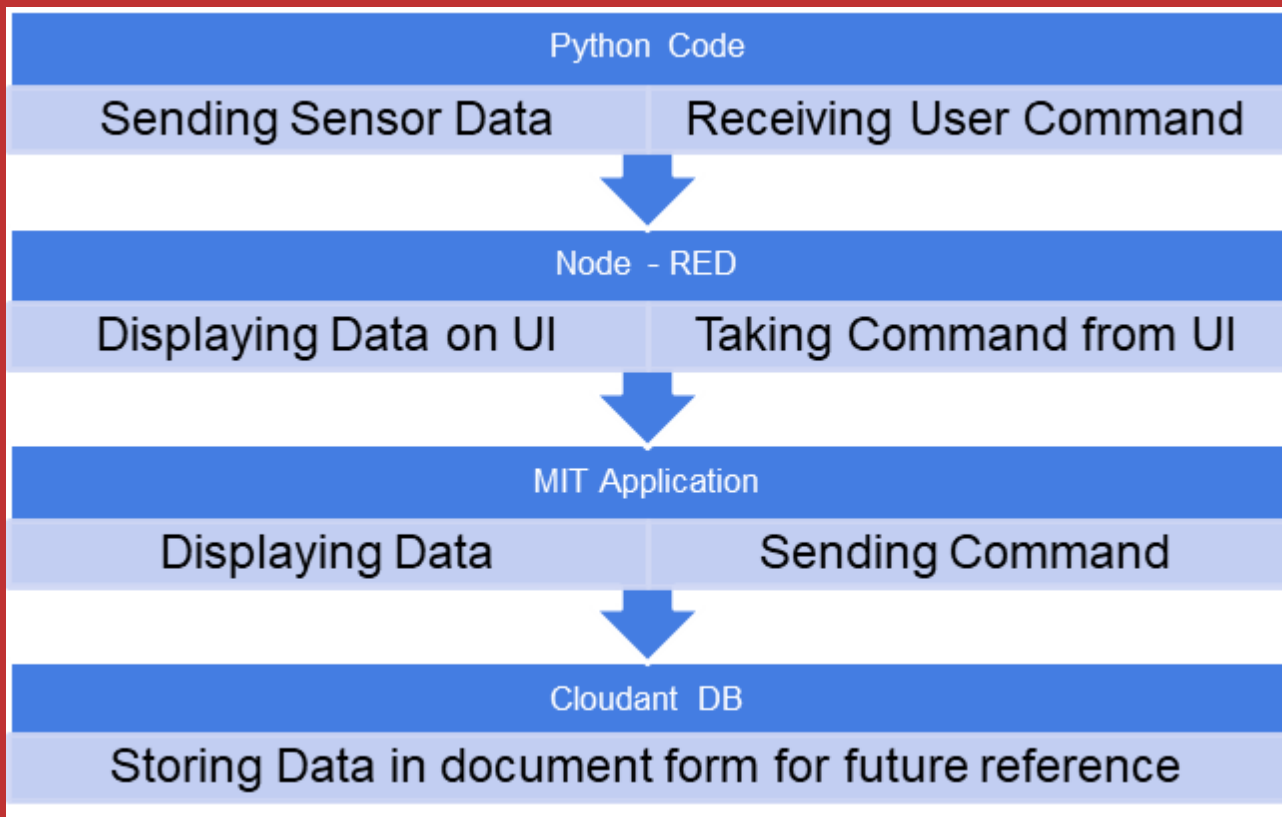 Python Code
Sending Sensor Data
Receiving User Command
Node - RED
Displaying Data on UI
Taking Command from UI
MIT Application
Displaying Data
Sending Command
Cloudant DB
Storing Data in document form for future reference